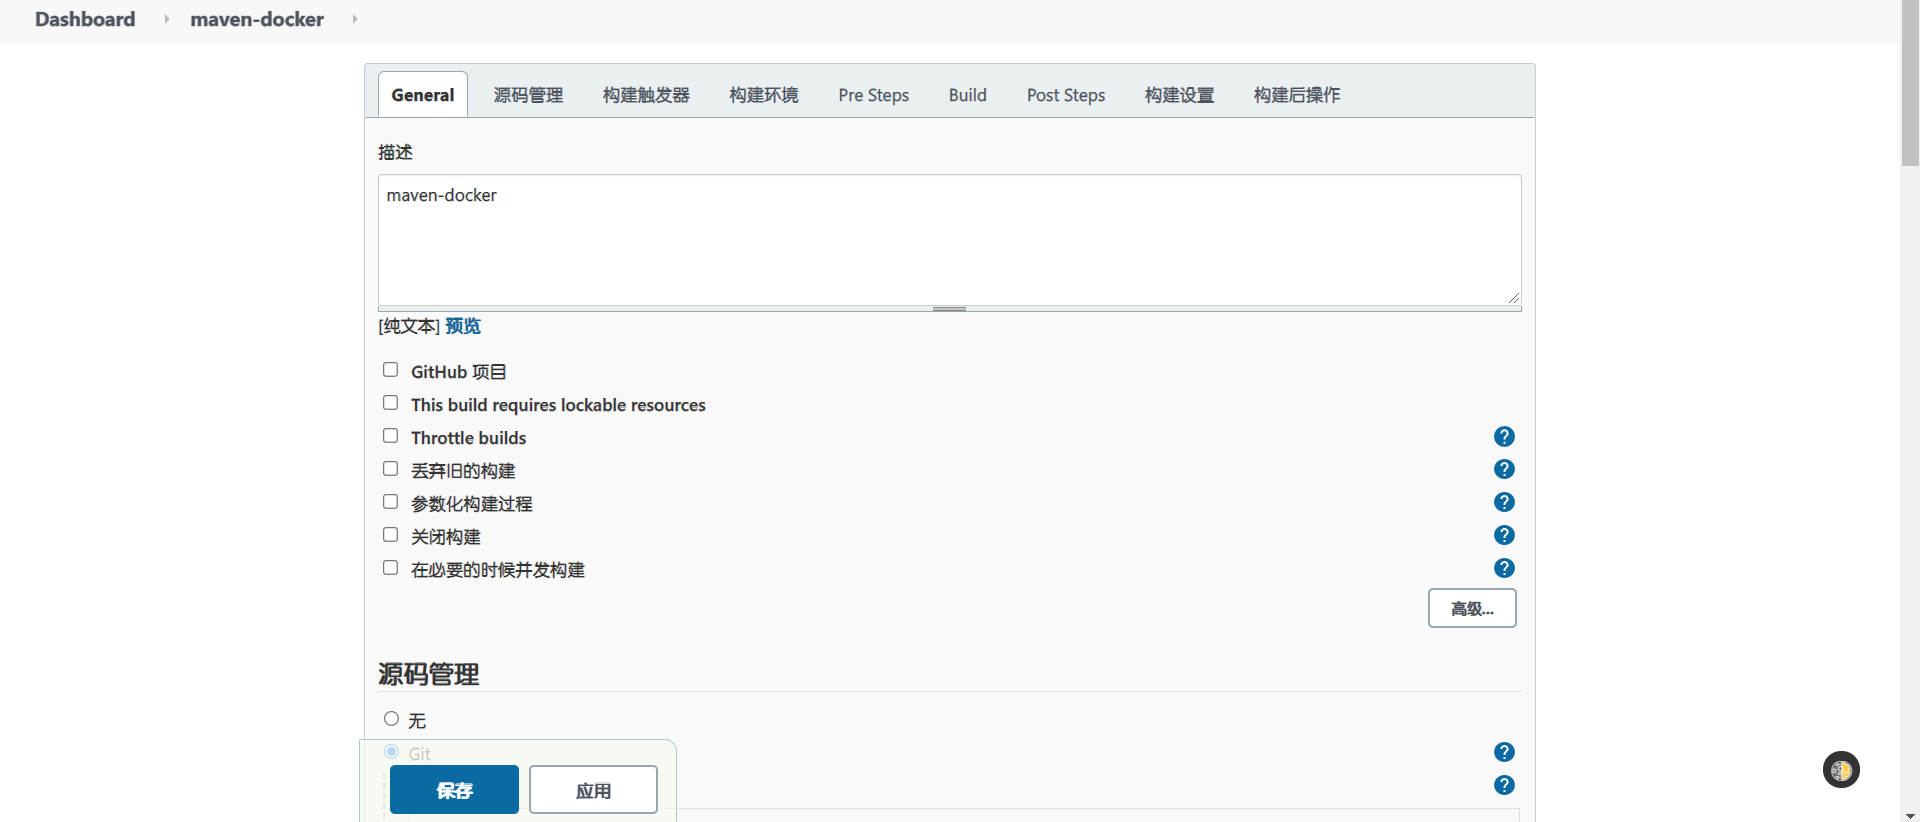 Dashboard maven-docker
General 源码管理 构建触发器 构建环境 Pre Steps Build Post Steps 构建设置 构建后操作
描述
maven-docker
[纯文本] 预览
GitHub 项目
This build requires lockable resources
Throttle builds
?
丢弃旧的构建
?
参数化构建过程
?
关闭构建
?
在必要的时候并发构建
?
高级...
源码管理
无
Git
?
?
保存 应用